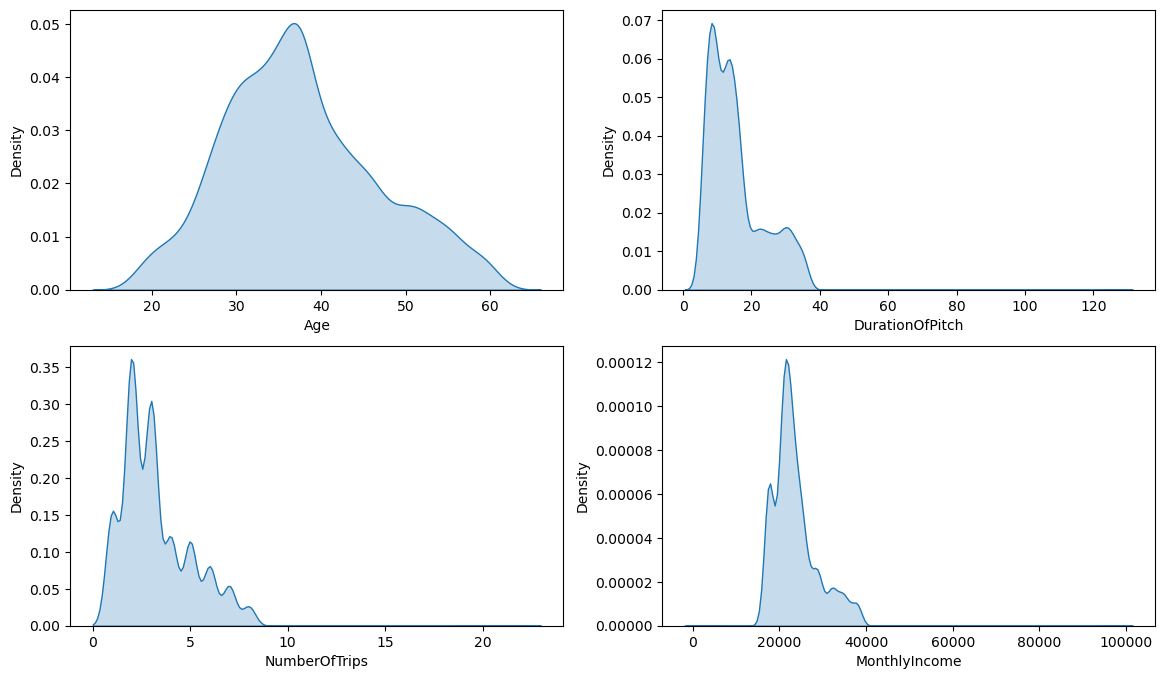 0.05
0.04
0.03
0.02
0.01
0.00
Density
20 30 40 50 60
Age
0.07
0.06
0.05
0.04
0.03
0.02
0.01
0.00
Density
0 20 40 60 80 100 120
DurationOfPitch
0.35
0.30
0.25
0.20
0.15
0.10
0.05
0.00
Density
0 5 10 15 20
NumberOfTrips
0.00012
0.00010
0.00008
0.00006
0.00004
0.00002
0.00000
Density
0 20000 40000 60000 80000 100000
MonthlyIncome